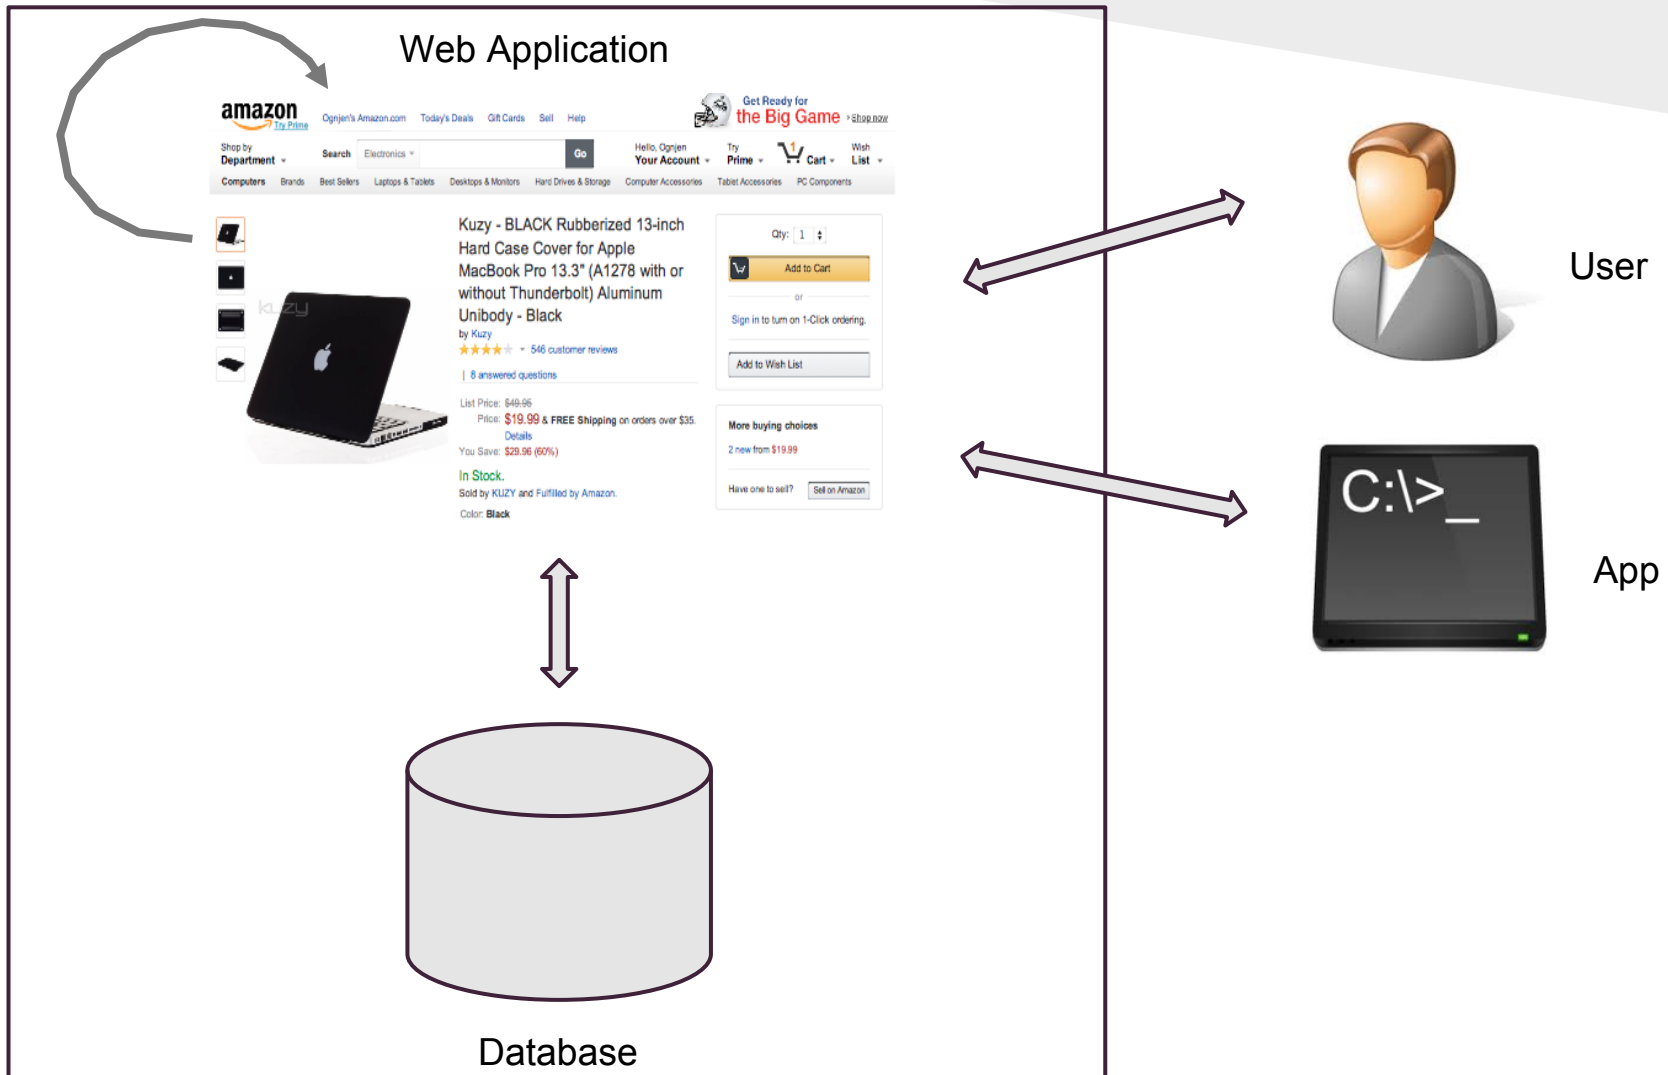 Web Application
amazon
Try Prime
Ognjen's Amazon.com Today's Deals Gift Cards Sell Help
Get Ready for
the Big Game › Shop now
Shop by
Department
Search Electronics Go
Hello, Ognjen
Your Account
Try
Prime
1
Cart
Wish
List
Computers Brands Best Sellers Laptops & Tablets Desktops & Monitors Hard Drives & Storage Computer Accessories Tablet Accessories PC Components
kuzy
Kuzy - BLACK Rubberized 13-inch
Hard Case Cover for Apple
MacBook Pro 13.3" (A1278 with or
without Thunderbolt) Aluminum
Unibody - Black
by Kuzy
546 customer reviews
| 8 answered questions
List Price: $49.95
Price: $19.99 & FREE Shipping on orders over $35.
Details
You Save: $29.96 (60%)
In Stock.
Sold by KUZY and Fulfilled by Amazon.
Color: Black
Qty: 1
Add to Cart
or
Sign in to turn on 1-Click ordering.
Add to Wish List
More buying choices
2 new from $19.99
Have one to sell? Sell on Amazon
User
C:\>_
App
Database